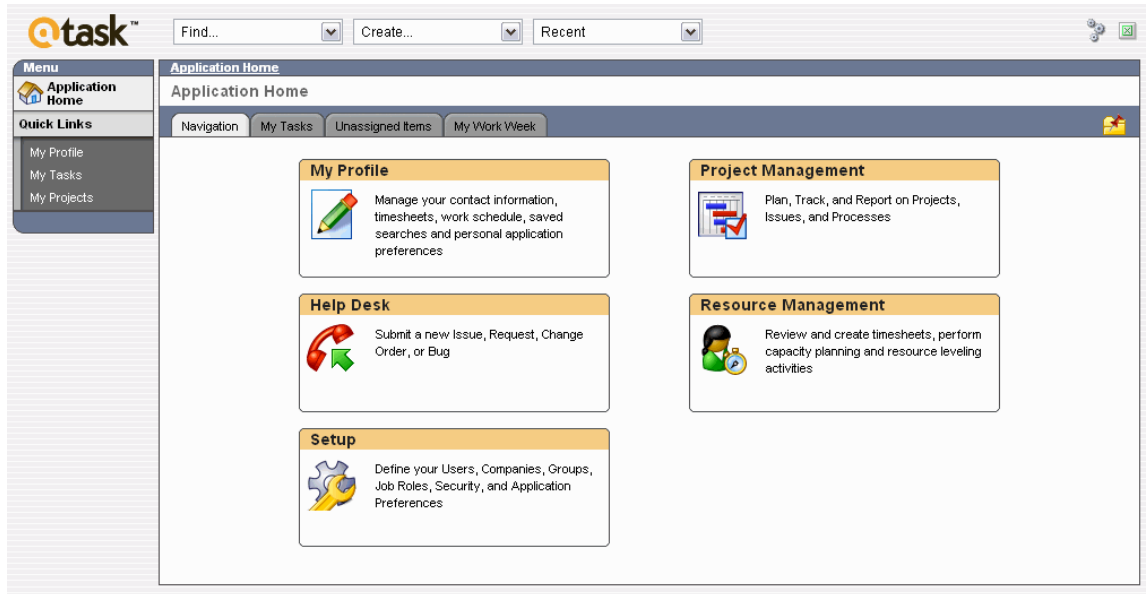 @task™
Find...
Create...
Recent
Menu
Application
Home
Quick Links
My Profile
My Tasks
My Projects
Application Home
Application Home
Navigation
My Tasks
Unassigned Items
My Work Week
My Profile
Manage your contact information,
timesheets, work schedule, saved
searches and personal application
preferences
Project Management
Plan, Track, and Report on Projects,
Issues, and Processes
Help Desk
Submit a new Issue, Request, Change
Order, or Bug
Resource Management
Review and create timesheets, perform
capacity planning and resource leveling
activities
Setup
Define your Users, Companies, Groups,
Job Roles, Security, and Application
Preferences